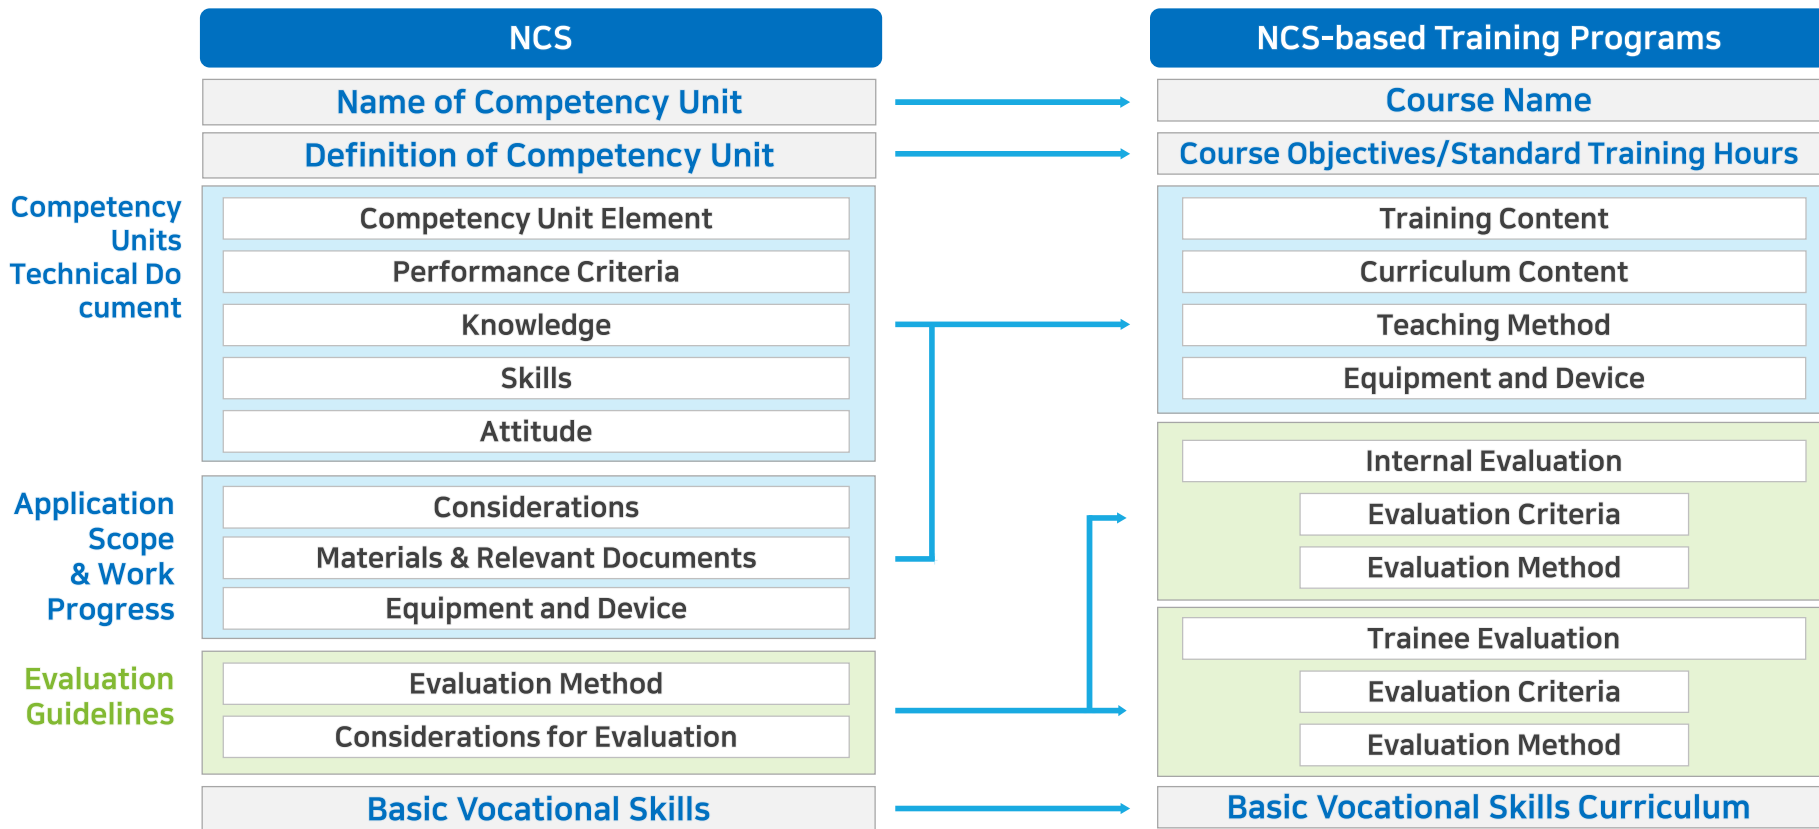 NCS
NCS-based Training Programs
Name of Competency Unit
Course Name
Definition of Competency Unit
Course Objectives/Standard Training Hours
Competency
Units
Technical Do
cument
Competency Unit Element
Performance Criteria
Knowledge
Skills
Attitude
Training Content
Curriculum Content
Teaching Method
Equipment and Device
Application
Scope
& Work
Progress
Considerations
Materials & Relevant Documents
Equipment and Device
Internal Evaluation
Evaluation Criteria
Evaluation Method
Evaluation
Guidelines
Evaluation Method
Considerations for Evaluation
Trainee Evaluation
Evaluation Criteria
Evaluation Method
Basic Vocational Skills
Basic Vocational Skills Curriculum